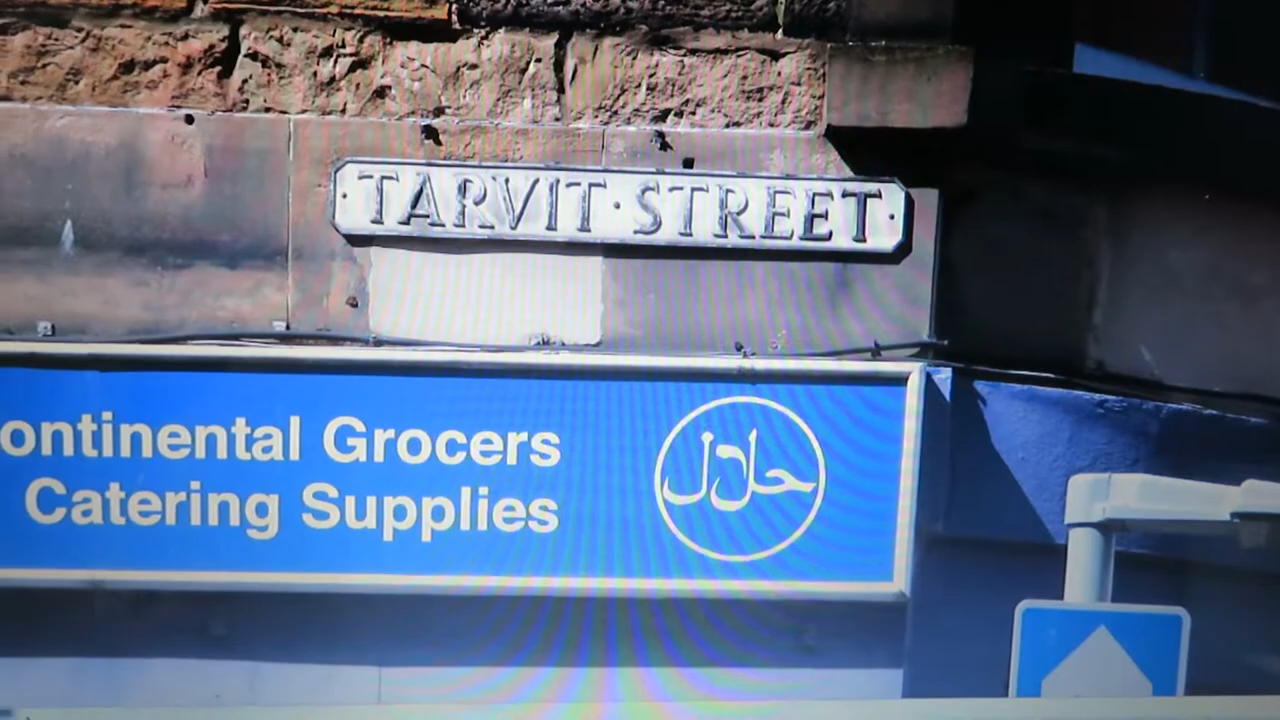 TARVIT·STREET
ontinental Grocers
Catering Supplies
حلال